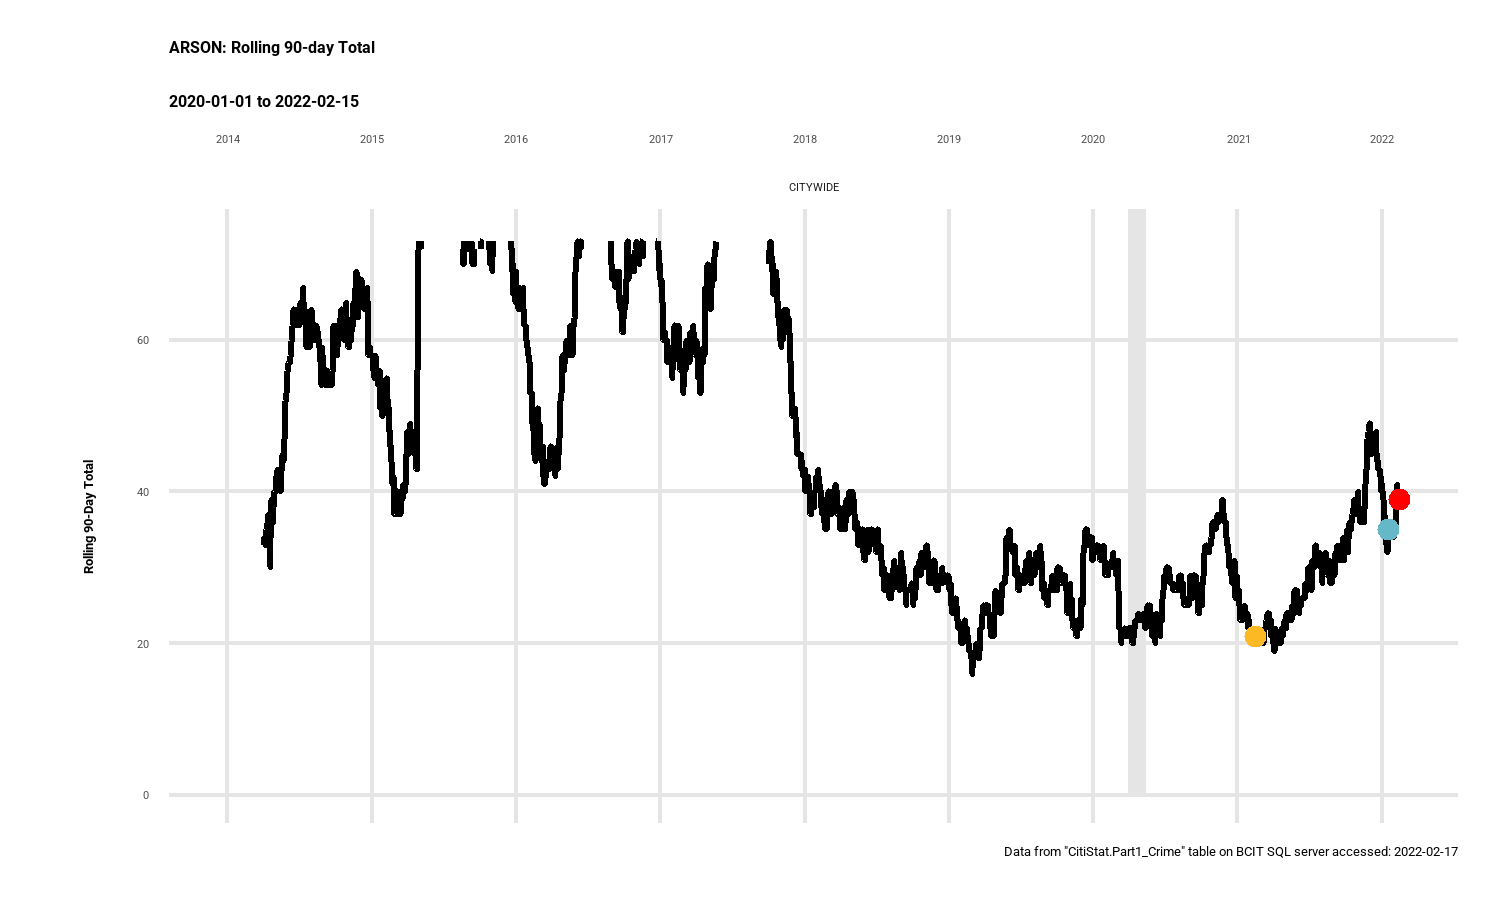 ARSON: Rolling 90-day Total
2020-01-01 to 2022-02-15
2014 2015 2016 2017 2018 2019 2020 2021 2022
CITYWIDE
Rolling 90-Day Total
60
40
20
0
Data from "CitiStat.Part1_Crime" table on BCIT SQL server accessed: 2022-02-17